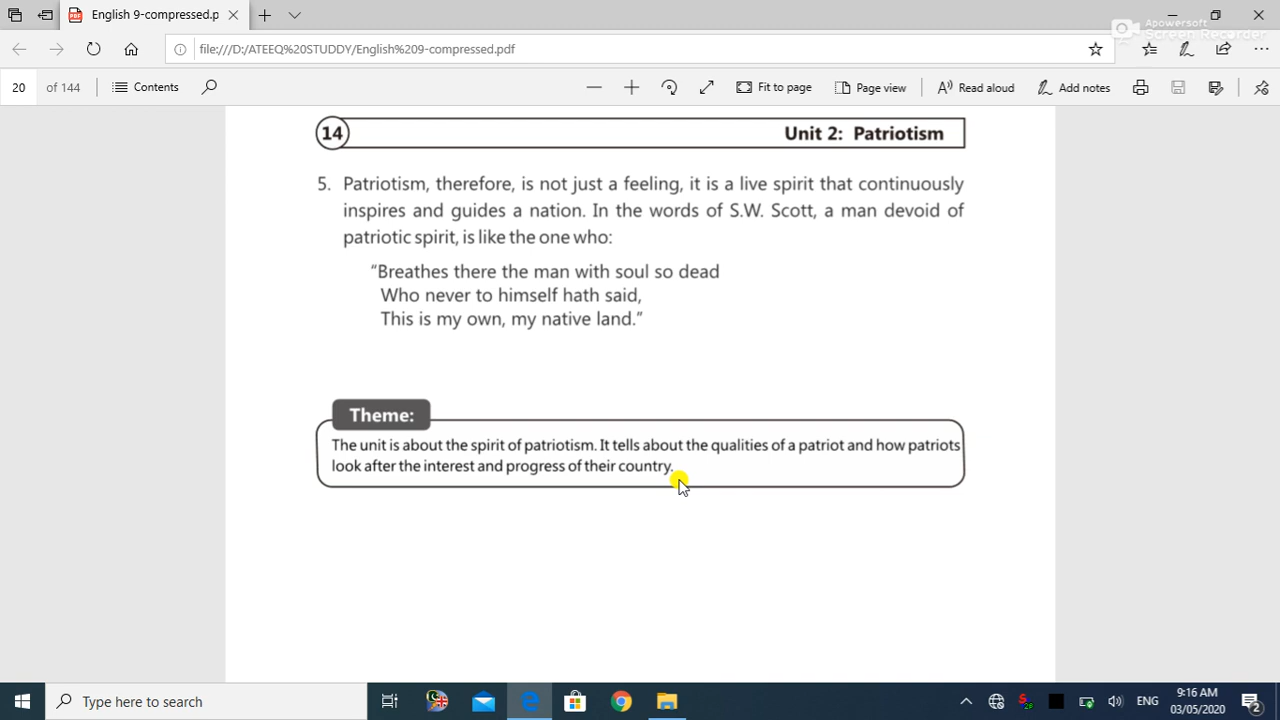 English 9-compressed.p
Apowersoft
Screen Recorder
file:///D:/ATEEQ%20STUDDY/English%209-compressed.pdf
20 of 144 Contents Fit to page Page view Read aloud Add notes
14 Unit 2: Patriotism
5. Patriotism, therefore, is not just a feeling, it is a live spirit that continuously
inspires and guides a nation. In the words of S.W. Scott, a man devoid of
patriotic spirit, is like the one who:
“Breathes there the man with soul so dead
Who never to himself hath said,
This is my own, my native land.”
Theme:
The unit is about the spirit of patriotism. It tells about the qualities of a patriot and how patriots
look after the interest and progress of their country.
Type here to search
ENG
9:16 AM
03/05/2020
2